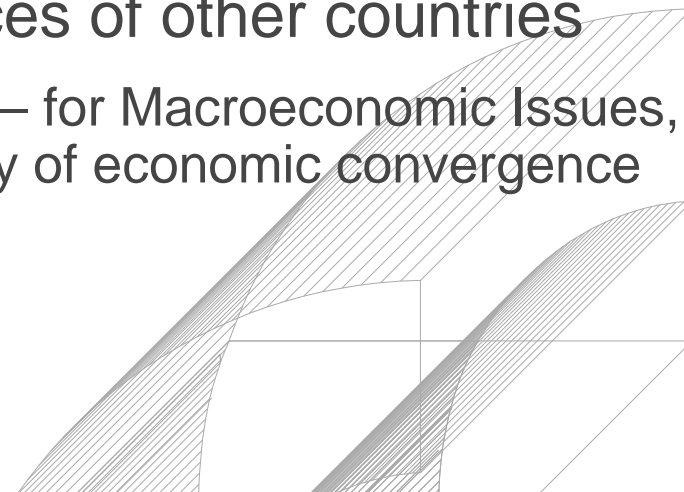 ces of other countries
– for Macroeconomic Issues,
y of economic convergence